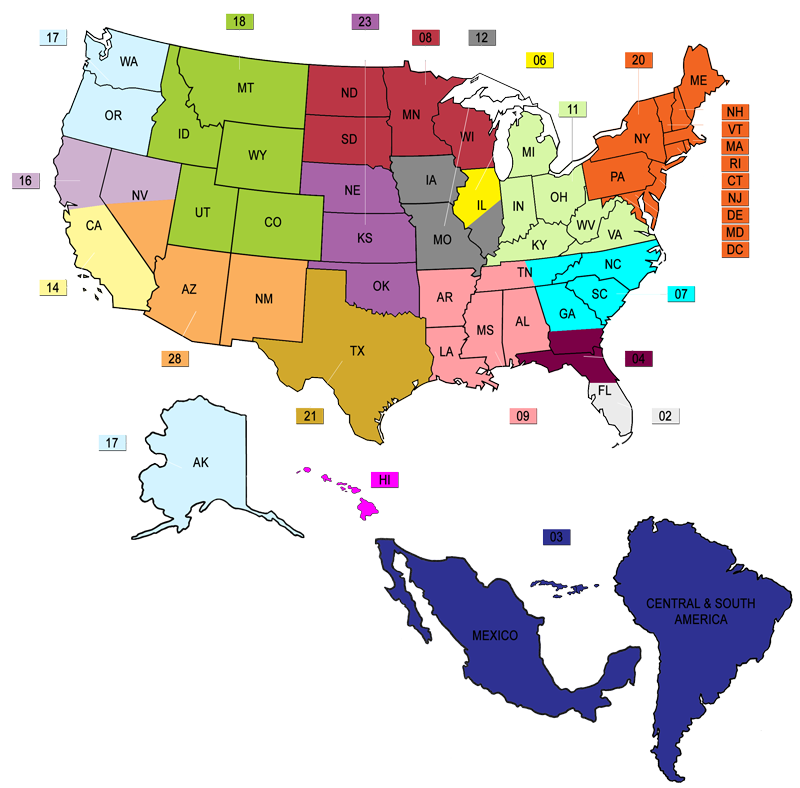 23
18
17
08
12
06
20
WA
ME
MT
ND
11
NH
OR
MN
VT
ID
SD
WI
NY
MA
MI
WY
RI
16
NV
NE
IA
PA
CT
UT
CO
IL
IN
OH
NJ
CA
KS
MO
WV
VA
DE
KY
MD
DC
14
AZ
NM
OK
TN
NC
AR
SC
07
GA
28
TX
MS
AL
LA
04
FL
21
09
02
17
AK
HI
03
CENTRAL & SOUTH
AMERICA
MEXICO